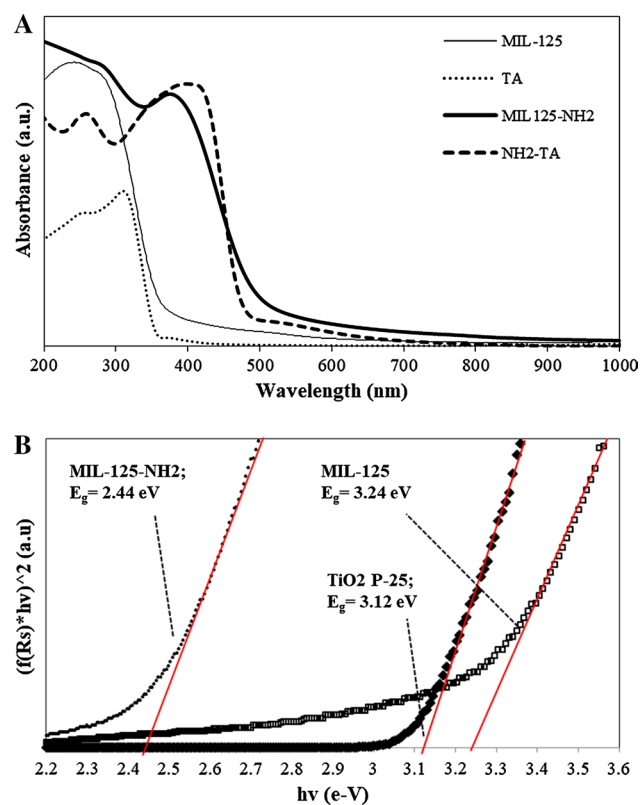 A
Absorbance (a.u.)
MIL-125
TA
MIL125-NH2
NH2-TA
200 300 400 500 600 700 800 900 1000
Wavelength (nm)
B
(f(Rs)*hv)^2 (a.u)
MIL-125-NH2;
Eg= 2.44 eV
MIL-125
Eg= 3.24 eV
TiO2 P-25;
Eg= 3.12 eV
2.2 2.3 2.4 2.5 2.6 2.7 2.8 2.9 3 3.1 3.2 3.3 3.4 3.5 3.6
hv (e-V)